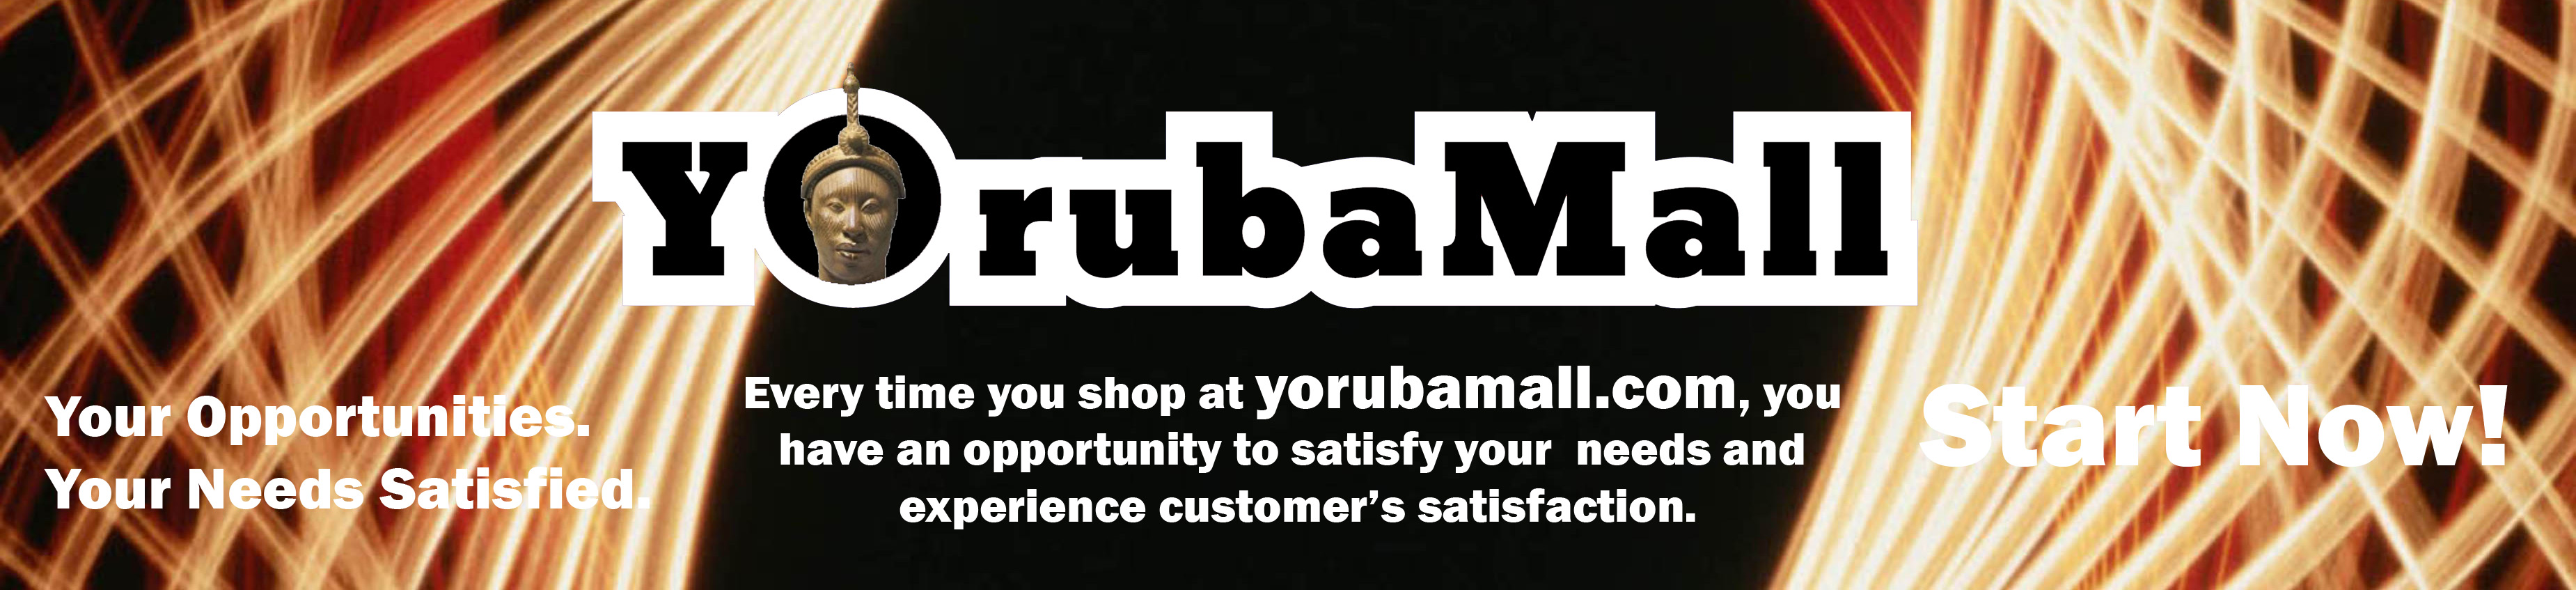 YOrubaMall
Your Opportunities.
Your Needs Satisfied.
Every time you shop at yorubamall.com, you
have an opportunity to satisfy your needs and
experience customer’s satisfaction.
Start Now!